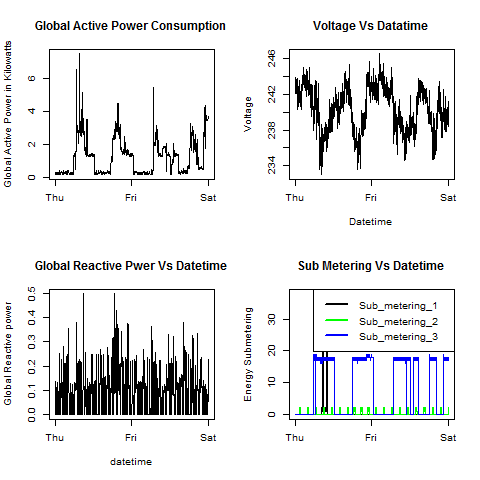 Global Active Power Consumption
Global Active Power in Kilowatts
6
4
2
0
Thu Fri Sat
Voltage Vs Datatime
Voltage
246
242
238
234
Thu Fri Sat
Datetime
Global Reactive Pwer Vs Datetime
Global Reactive power
0.5
0.4
0.3
0.2
0.1
0.0
Thu Fri Sat
datetime
Sub Metering Vs Datetime
Energy Submetering
30
20
10
0
Sub_metering_1
Sub_metering_2
Sub_metering_3
Thu Fri Sat